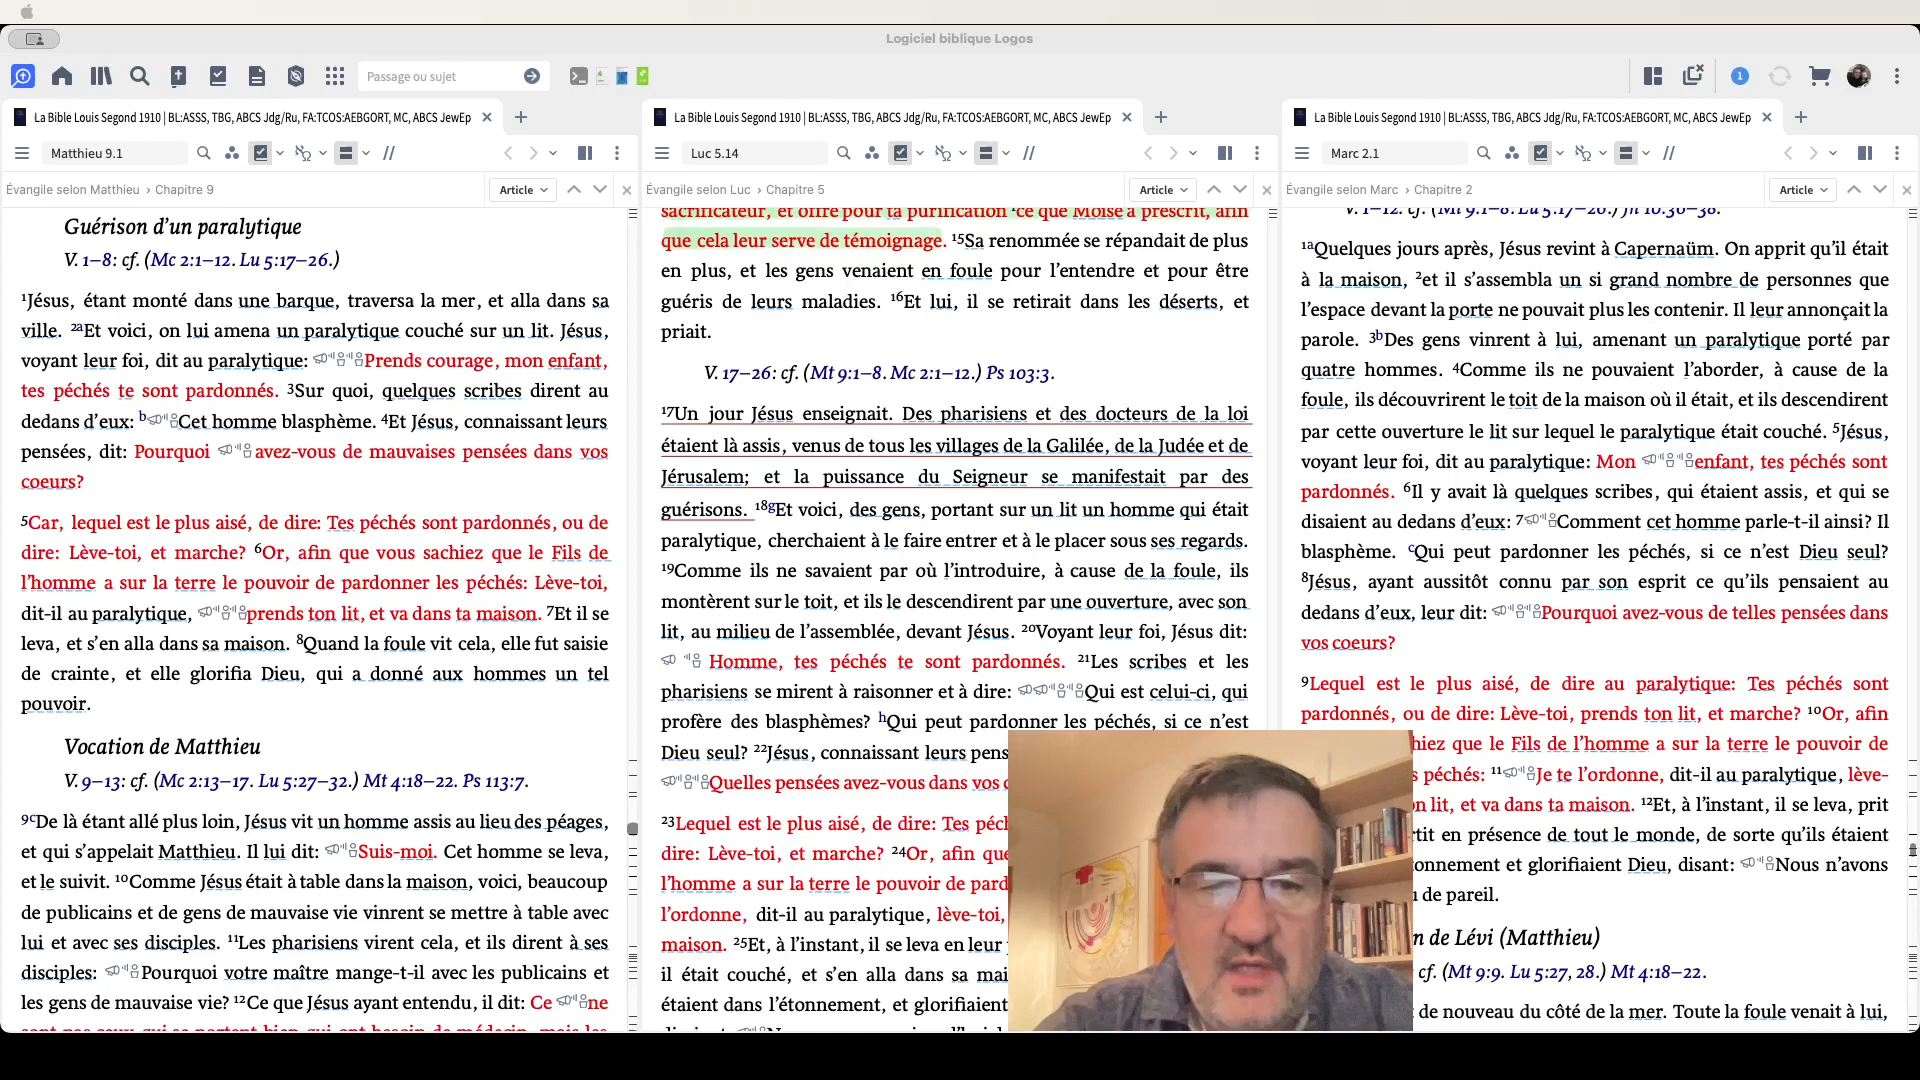 Logiciel biblique Logos
Passage ou sujet
1
La Bible Louis Segond 1910 | BL:ASSS, TBG, ABCS Jdg/Ru, FA:TCOS:AEBGORT, MC, ABCS JewEp
Matthieu 9.1
Évangile selon Matthieu › Chapitre 9
Article
Guérison d’un paralytique
V. 1–8: cf. (Mc 2:1–12. Lu 5:17–26.)
1Jésus, étant monté dans une barque, traversa la mer, et alla dans sa
ville. 2aEt voici, on lui amena un paralytique couché sur un lit. Jésus,
voyant leur foi, dit au paralytique: Prends courage, mon enfant,
tes péchés te sont pardonnés. 3Sur quoi, quelques scribes dirent au
dedans d’eux: bCet homme blasphème. 4Et Jésus, connaissant leurs
pensées, dit: Pourquoi avez-vous de mauvaises pensées dans vos
coeurs?
5Car, lequel est le plus aisé, de dire: Tes péchés sont pardonnés, ou de
dire: Lève-toi, et marche? 6Or, afin que vous sachiez que le Fils de
l’homme a sur la terre le pouvoir de pardonner les péchés: Lève-toi,
dit-il au paralytique, prends ton lit, et va dans ta maison. 7Et il se
leva, et s’en alla dans sa maison. 8Quand la foule vit cela, elle fut saisie
de crainte, et elle glorifia Dieu, qui a donné aux hommes un tel
pouvoir.
Vocation de Matthieu
V. 9–13: cf. (Mc 2:13–17. Lu 5:27–32.) Mt 4:18–22. Ps 113:7.
9cDe là étant allé plus loin, Jésus vit un homme assis au lieu des péages,
et qui s’appelait Matthieu. Il lui dit: Suis-moi. Cet homme se leva,
et le suivit. 10Comme Jésus était à table dans la maison, voici, beaucoup
de publicains et de gens de mauvaise vie vinrent se mettre à table avec
lui et avec ses disciples. 11Les pharisiens virent cela, et ils dirent à ses
disciples: Pourquoi votre maître mange-t-il avec les publicains et
les gens de mauvaise vie? 12Ce que Jésus ayant entendu, il dit: Ce ne
sont pas ceux qui se portent bien qui ont besoin de médecin, mais les
La Bible Louis Segond 1910 | BL:ASSS, TBG, ABCS Jdg/Ru, FA:TCOS:AEBGORT, MC, ABCS JewEp
Luc 5.14
Évangile selon Luc › Chapitre 5
Article
sacrificateur, et offre pour ta purification ce que Moïse a prescrit, afin
que cela leur serve de témoignage. 15Sa renommée se répandait de plus
en plus, et les gens venaient en foule pour l’entendre et pour être
guéris de leurs maladies. 16Et lui, il se retirait dans les déserts, et
priait.
V. 17–26: cf. (Mt 9:1–8. Mc 2:1–12.) Ps 103:3.
17Un jour Jésus enseignait. Des pharisiens et des docteurs de la loi
étaient là assis, venus de tous les villages de la Galilée, de la Judée et de
Jérusalem; et la puissance du Seigneur se manifestait par des
guérisons. 18gEt voici, des gens, portant sur un lit un homme qui était
paralytique, cherchaient à le faire entrer et à le placer sous ses regards.
19Comme ils ne savaient par où l’introduire, à cause de la foule, ils
montèrent sur le toit, et ils le descendirent par une ouverture, avec son
lit, au milieu de l’assemblée, devant Jésus. 20Voyant leur foi, Jésus dit:
Homme, tes péchés te sont pardonnés. 21Les scribes et les
pharisiens se mirent à raisonner et à dire: Qui est celui-ci, qui
profère des blasphèmes? hQui peut pardonner les péchés, si ce n’est
Dieu seul? 22Jésus, connaissant leurs pens
Quelles pensées avez-vous dans vos c
23Lequel est le plus aisé, de dire: Tes péch
dire: Lève-toi, et marche? 24Or, afin que
l’homme a sur la terre le pouvoir de pard
l’ordonne, dit-il au paralytique, lève-toi,
maison. 25Et, à l’instant, il se leva en leur
il était couché, et s’en alla dans sa mai
étaient dans l’étonnement, et glorifiaient
La Bible Louis Segond 1910 | BL:ASSS, TBG, ABCS Jdg/Ru, FA:TCOS:AEBGORT, MC, ABCS JewEp
Marc 2.1
Évangile selon Marc › Chapitre 2
Article
V. 1–12: cf. (Mt 9:1–8. Lu 5:17–26.) Jn 10:36–38.
1aQuelques jours après, Jésus revint à Capernaüm. On apprit qu’il était
à la maison, 2et il s’assembla un si grand nombre de personnes que
l’espace devant la porte ne pouvait plus les contenir. Il leur annonçait la
parole. 3bDes gens vinrent à lui, amenant un paralytique porté par
quatre hommes. 4Comme ils ne pouvaient l’aborder, à cause de la
foule, ils découvrirent le toit de la maison où il était, et ils descendirent
par cette ouverture le lit sur lequel le paralytique était couché. 5Jésus,
voyant leur foi, dit au paralytique: Mon enfant, tes péchés sont
pardonnés. 6Il y avait là quelques scribes, qui étaient assis, et qui se
disaient au dedans d’eux: 7Comment cet homme parle-t-il ainsi? Il
blasphème. cQui peut pardonner les péchés, si ce n’est Dieu seul?
8Jésus, ayant aussitôt connu par son esprit ce qu’ils pensaient au
dedans d’eux, leur dit: Pourquoi avez-vous de telles pensées dans
vos coeurs?
9Lequel est le plus aisé, de dire au paralytique: Tes péchés sont
pardonnés, ou de dire: Lève-toi, prends ton lit, et marche? 10Or, afin
hiez que le Fils de l’homme a sur la terre le pouvoir de
s péchés: 11Je te l’ordonne, dit-il au paralytique, lève-
on lit, et va dans ta maison. 12Et, à l’instant, il se leva, prit
rtit en présence de tout le monde, de sorte qu’ils étaient
onnement et glorifiaient Dieu, disant: Nous n’avons
u de pareil.
n de Lévi (Matthieu)
cf. (Mt 9:9. Lu 5:27, 28.) Mt 4:18–22.
de nouveau du côté de la mer. Toute la foule venait à lui,